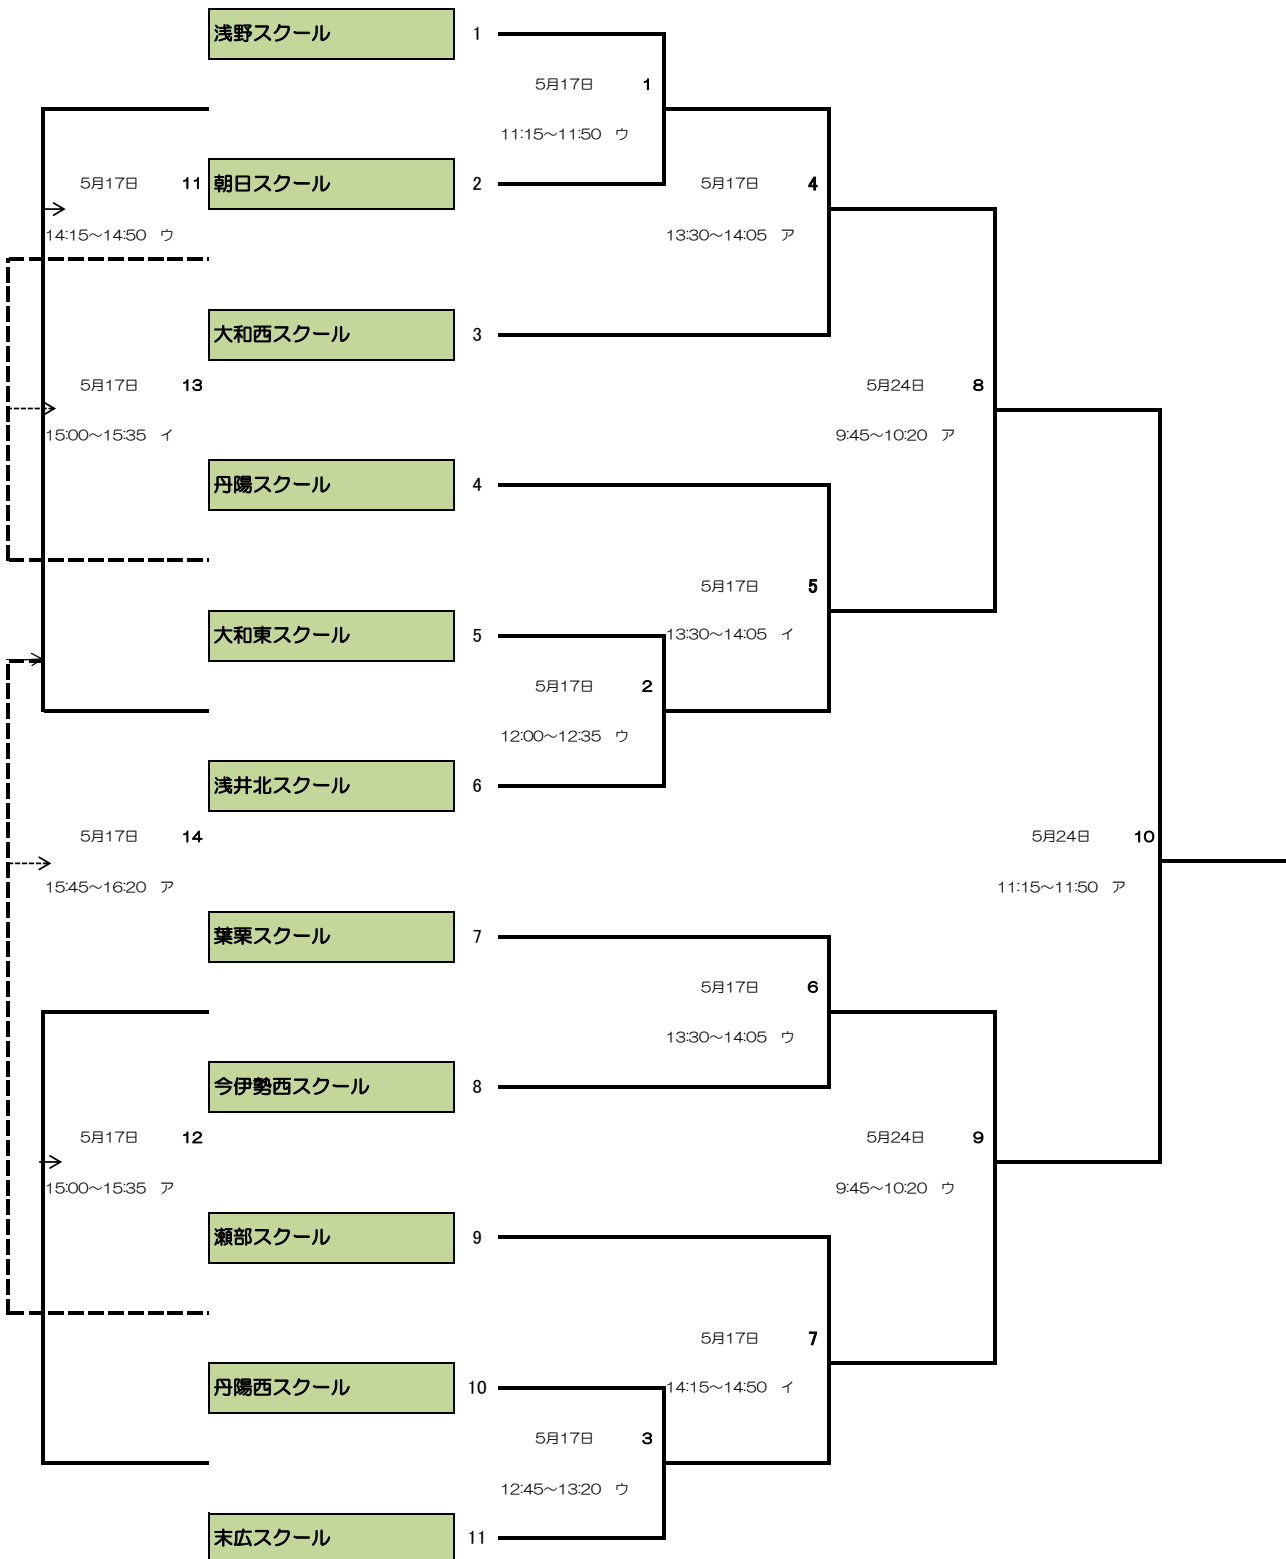 浅野スクール 1
5月17日 1
11:15～11:50 ウ
5月17日 11 朝日スクール 2 5月17日 4
14:15～14:50 ウ 13:30～14:05 ア
大和西スクール 3
5月17日 13 5月24日 8
15:00～15:35 イ 9:45～10:20 ア
丹陽スクール 4
5月17日 5
大和東スクール 5 13:30～14:05 イ
5月17日 2
12:00～12:35 ウ
浅井北スクール 6
5月17日 14 5月24日 10
15:45～16:20 ア 11:15～11:50 ア
葉栗スクール 7
5月17日 6
13:30～14:05 ウ
今伊勢西スクール 8
5月17日 12 5月24日 9
15:00～15:35 ア 9:45～10:20 ウ
瀬部スクール 9
5月17日 7
丹陽西スクール 10 14:15～14:50 イ
5月17日 3
12:45～13:20 ウ
末広スクール 11